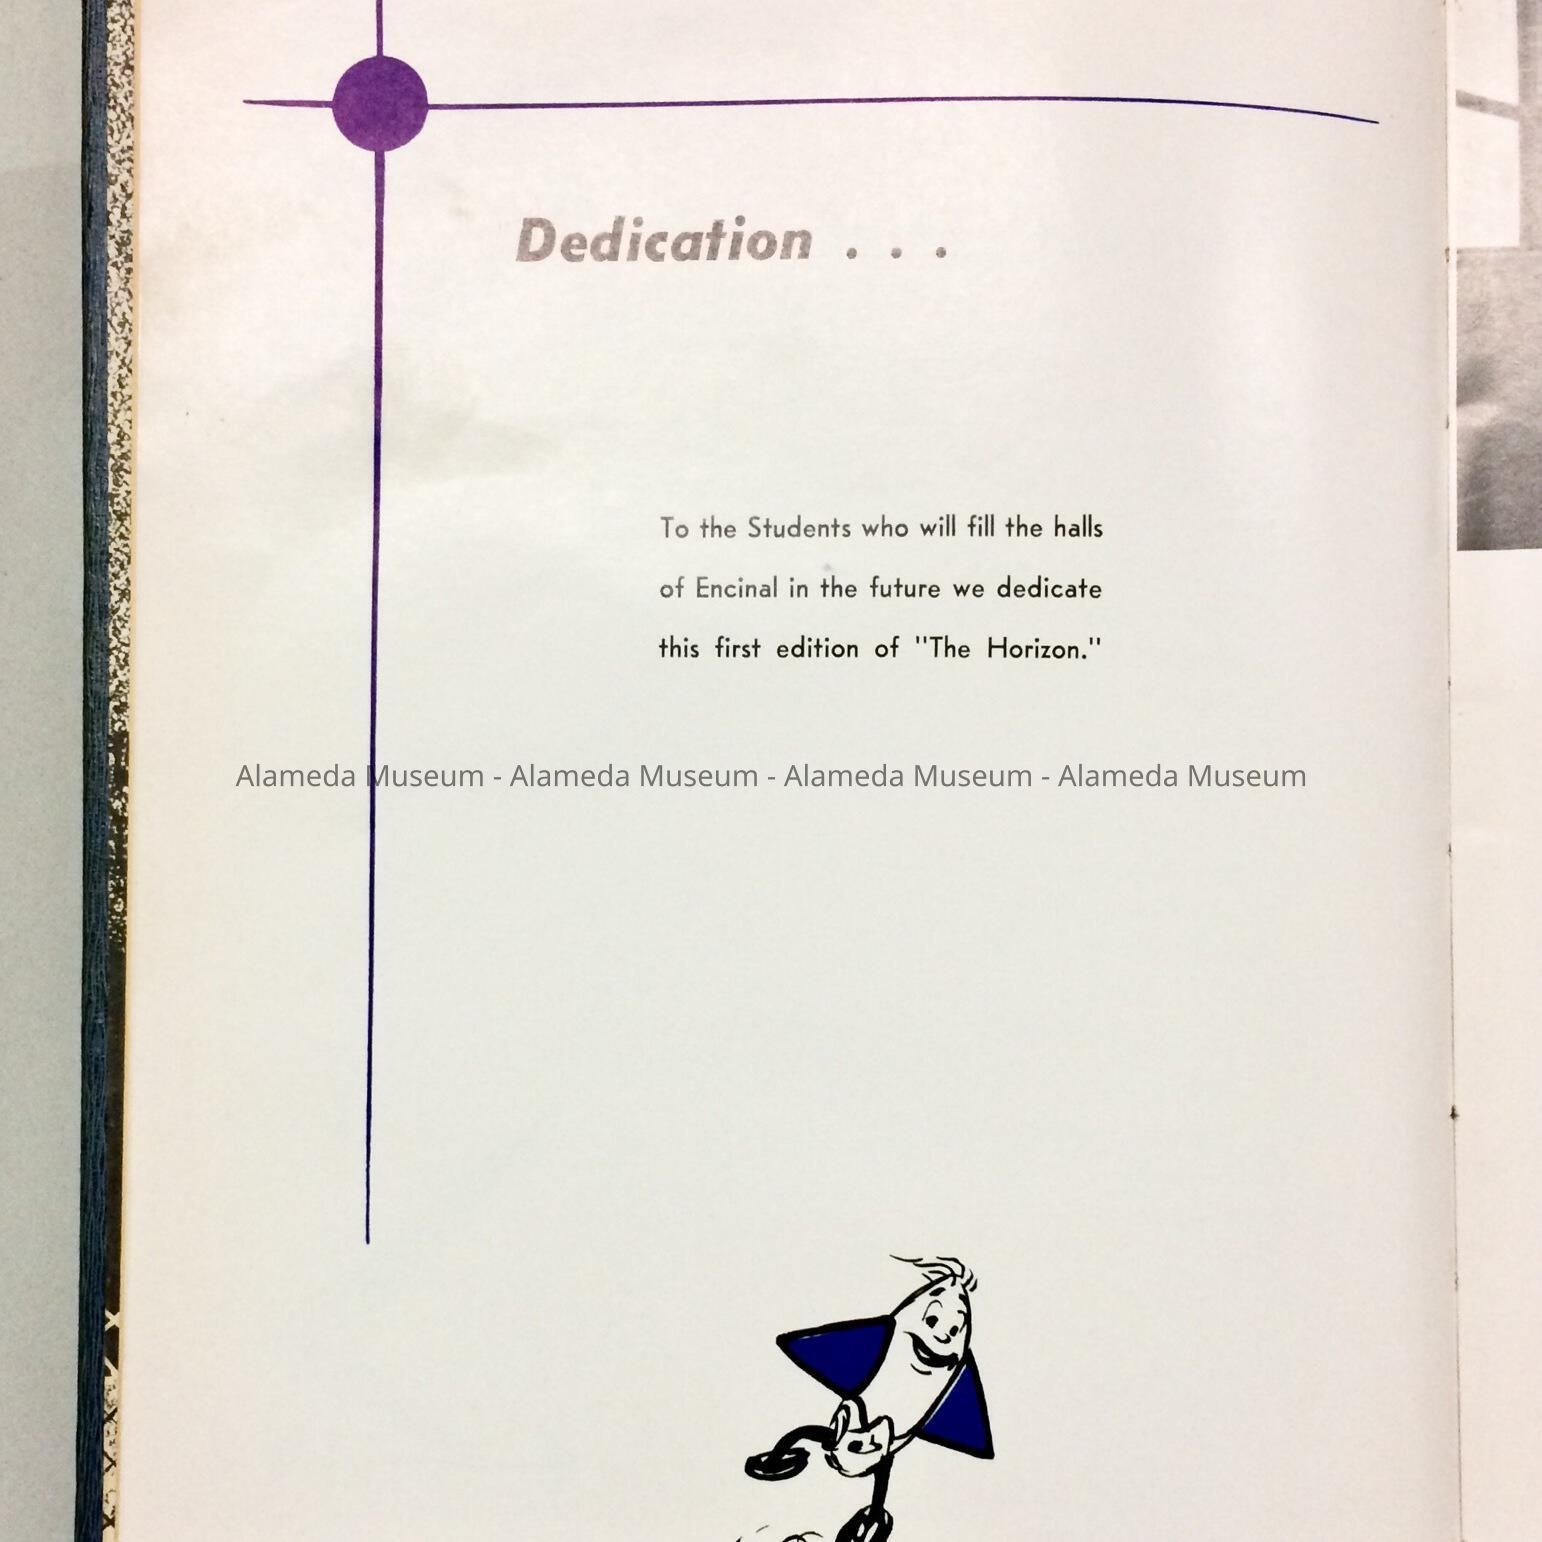 Dedication . . .
To the Students who will fill the halls
of Encinal in the future we dedicate
this first edition of "The Horizon."
Alameda Museum - Alameda Museum - Alameda Museum - Alameda Museum